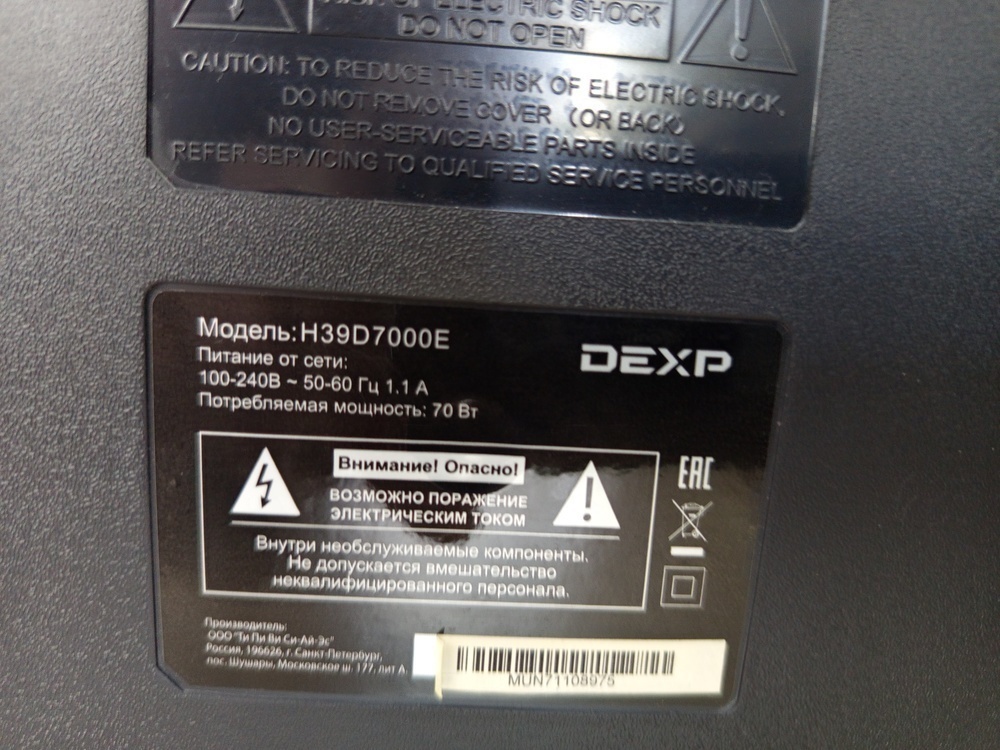 RISK OF ELECTRIC SHOCK
DO NOT OPEN
CAUTION: TO REDUCE THE RISK OF ELECTRIC SHOCK,
DO NOT REMOVE COVER (OR BACK)
NO USER-SERVICEABLE PARTS INSIDE
REFER SERVICING TO QUALIFIED SERVICE PERSONNEL
Модель: H39D7000E
DEXP
Питание от сети:
100-240В ~ 50-60 Гц 1.1 А
Потребляемая мощность: 70 Вт
Внимание! Опасно!
ВОЗМОЖНО ПОРАЖЕНИЕ
ЭЛЕКТРИЧЕСКИМ ТОКОМ
Внутри необслуживаемые компоненты.
Не допускается вмешательство
неквалифицированного персонала.
EAC
Производитель:
ООО "Ти Пи Ви Си-Ай-Эс"
Россия, 196626, г. Санкт-Петербург,
пос. Шушары, Московское ш. 177, лит А.
MUN71108975